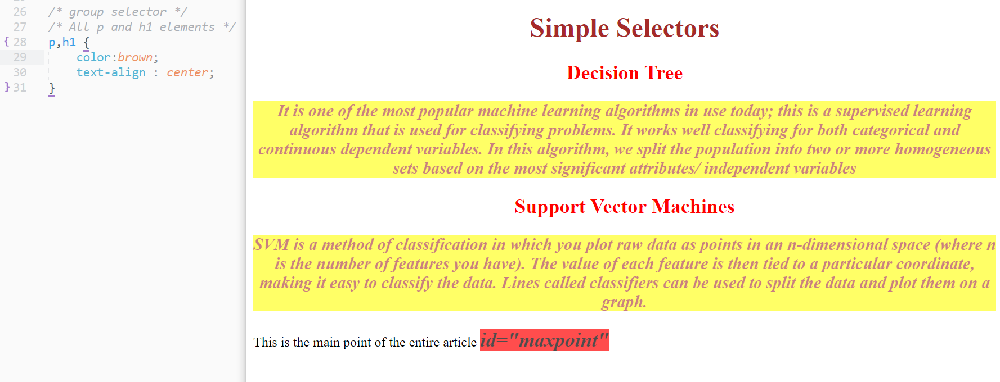 26 /* group selector */
27 /* All p and h1 elements */
{ 28 p,h1 {
29 color:brown;
30 text-align : center;
} 31 }
Simple Selectors
Decision Tree
It is one of the most popular machine learning algorithms in use today; this is a supervised learning
algorithm that is used for classifying problems. It works well classifying for both categorical and
continuous dependent variables. In this algorithm, we split the population into two or more homogeneous
sets based on the most significant attributes/ independent variables
Support Vector Machines
SVM is a method of classification in which you plot raw data as points in an n-dimensional space (where n
is the number of features you have). The value of each feature is then tied to a particular coordinate,
making it easy to classify the data. Lines called classifiers can be used to split the data and plot them on a
graph.
This is the main point of the entire article id="maxpoint"